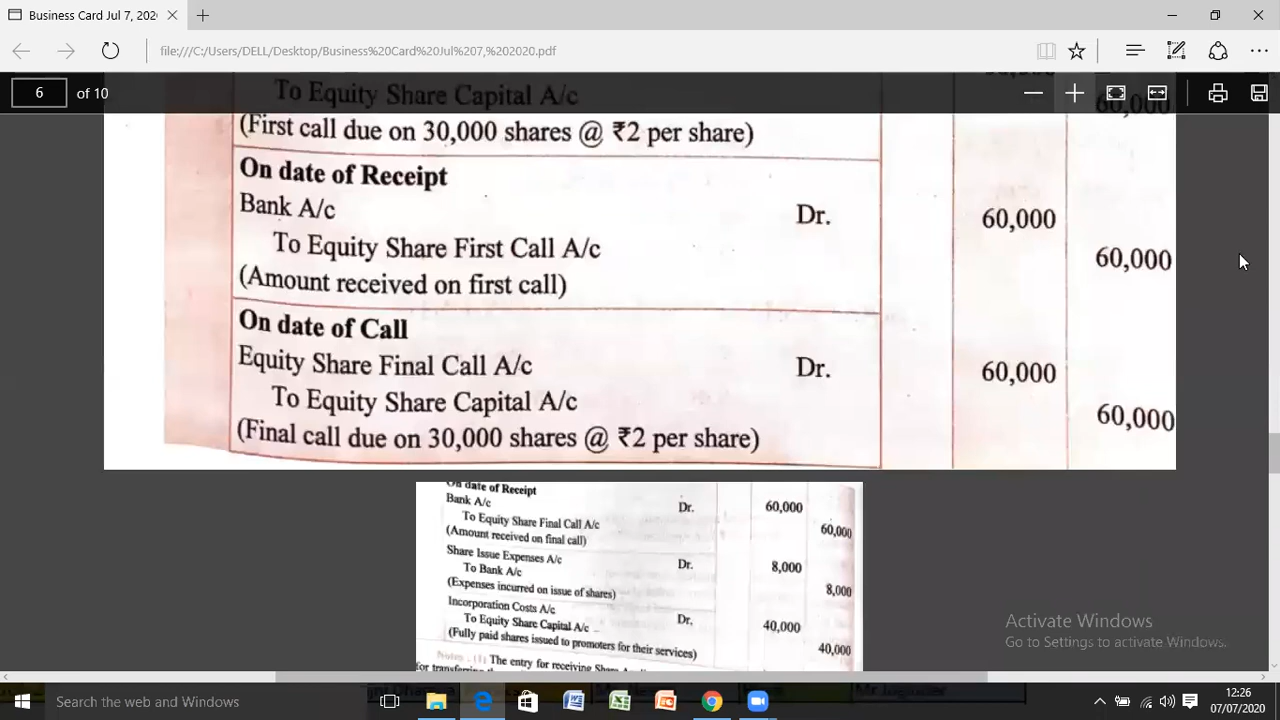 Business Card Jul 7, 202
file:///C:/Users/DELL/Desktop/Business%20Card%20Jul%207,%202020.pdf
6 of 10
To Equity Share Capital A/c
60,000
(First call due on 30,000 shares @ ₹2 per share)
On date of Receipt
Bank A/c Dr. 60,000
To Equity Share First Call A/c 60,000
(Amount received on first call)
On date of Call
Equity Share Final Call A/c Dr. 60,000
To Equity Share Capital A/c 60,000
(Final call due on 30,000 shares @ ₹2 per share)
On date of Receipt
Bank A/c Dr. 60,000
To Equity Share Final Call A/c 60,000
(Amount received on final call)
Share Issue Expenses A/c Dr. 8,000
To Bank A/c 8,000
(Expenses incurred on issue of shares)
Incorporation Costs A/c Dr. 40,000
To Equity Share Capital A/c 40,000
(Fully paid shares issued to promoters for their services)
Notes : (1) The entry for receiving
for
Activate Windows
Go to Settings to activate Windows.
Search the web and Windows
12:26
07/07/2020